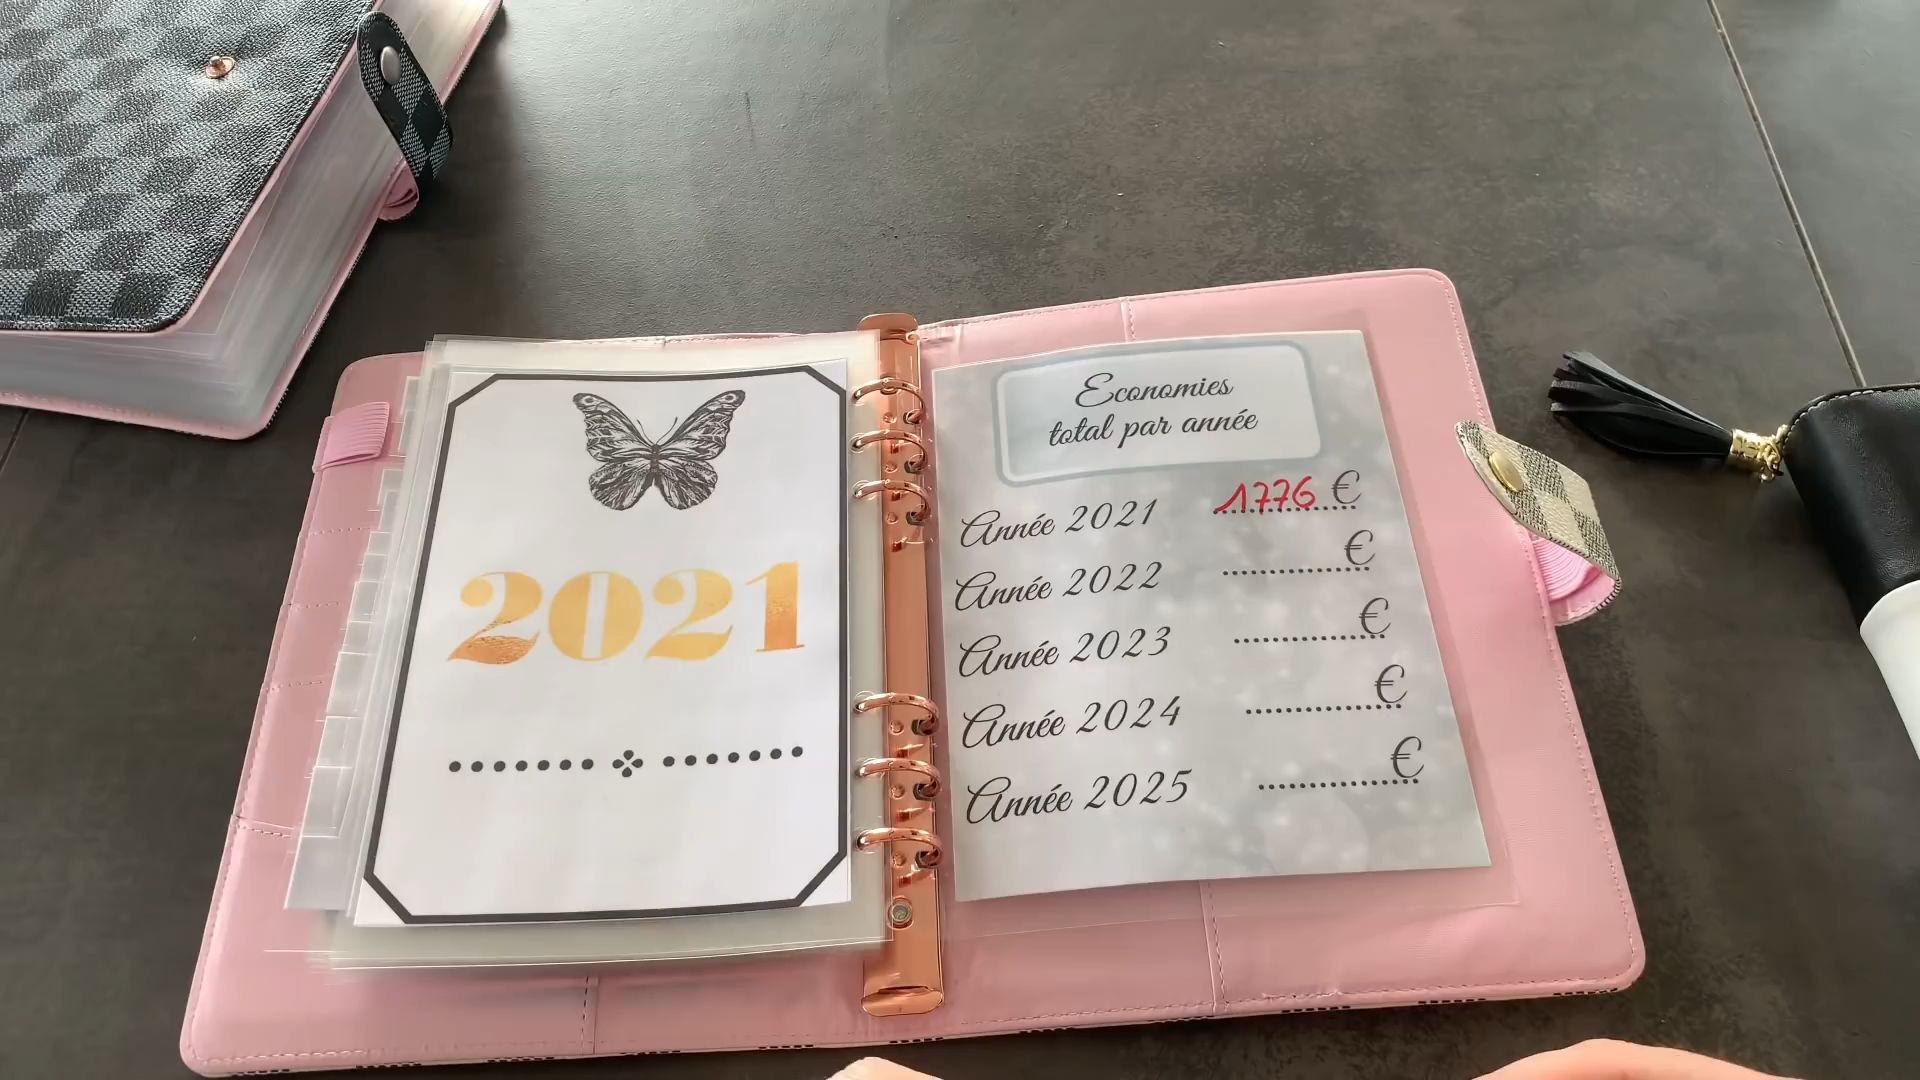 2021
Economies
total par année
Année 2021 1776 €
Année 2022 €
Année 2023 €
Année 2024 €
Année 2025 €